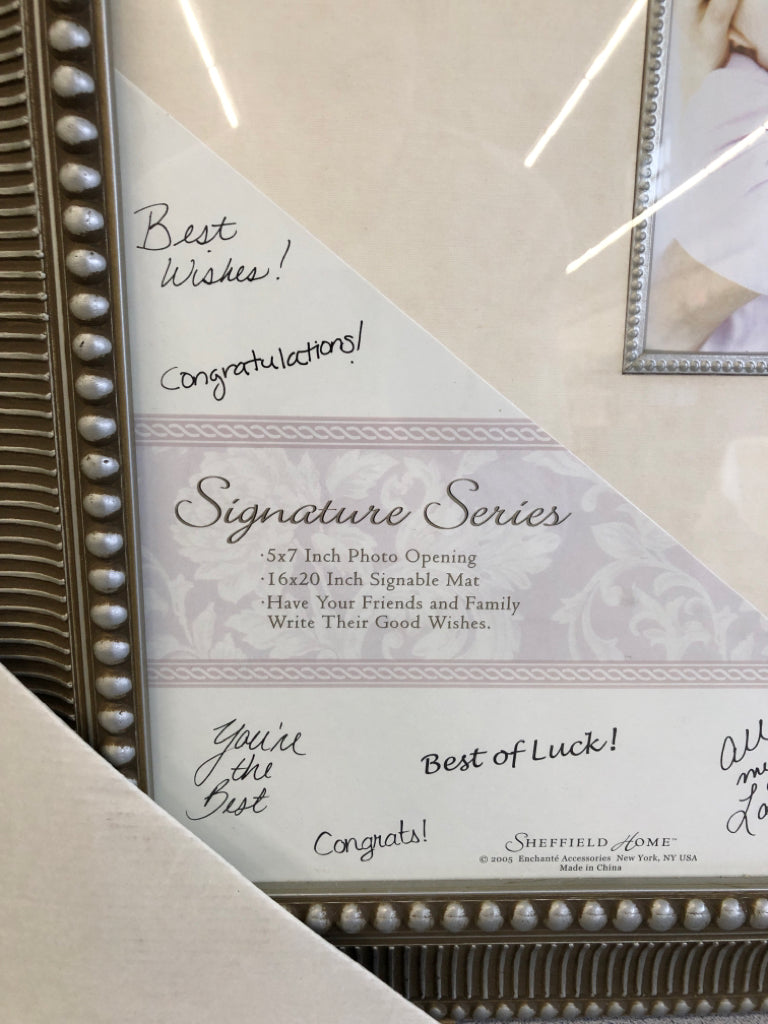 Best
Wishes!
Congratulations!
Signature Series
·5x7 Inch Photo Opening
·16x20 Inch Signable Mat
·Have Your Friends and Family
Write Their Good Wishes.
You're
the
Best
Best of Luck!
All
Congrats!
SHEFFIELD HOME™
© 2005 Enchanté Accessories New York, NY USA
Made in China